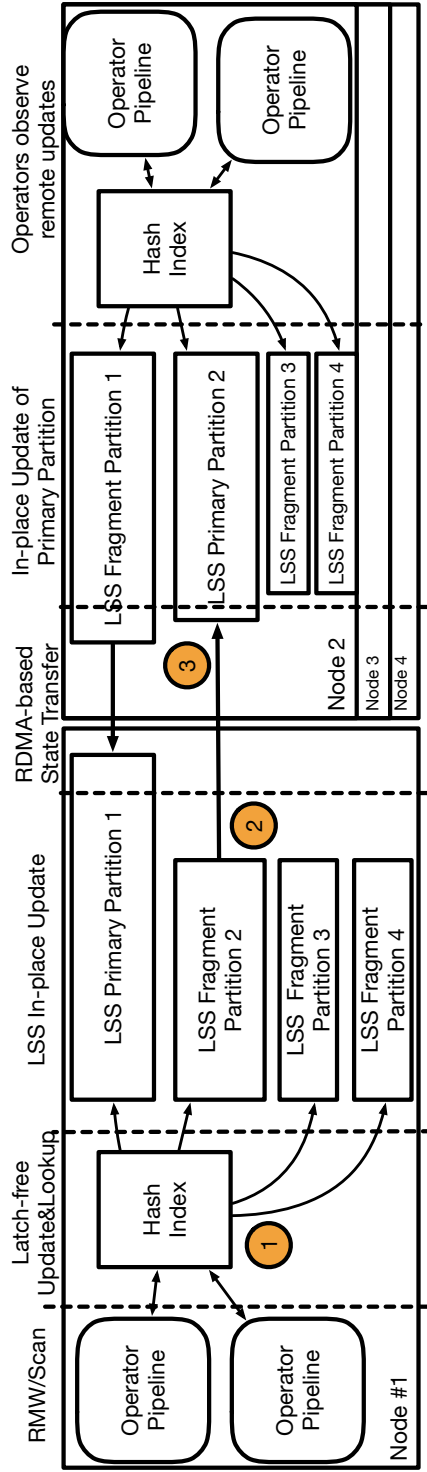 RMW/Scan
Latch-free
Update&Lookup
LSS In-place Update
RDMA-based
State Transfer
In-place Update of
Primary Partition
Operators observe
remote updates
Operator
Pipeline
Operator
Pipeline
Hash
Index
1
LSS Primary Partition 1
LSS Fragment
Partition 2
LSS Fragment
Partition 3
LSS Fragment
Partition 4
Node #1
2
3
LSS Fragment Partition 1
LSS Primary Partition 2
LSS Fragment Partition 3
LSS Fragment Partition 4
Hash
Index
Operator
Pipeline
Operator
Pipeline
Node 2
Node 3
Node 4